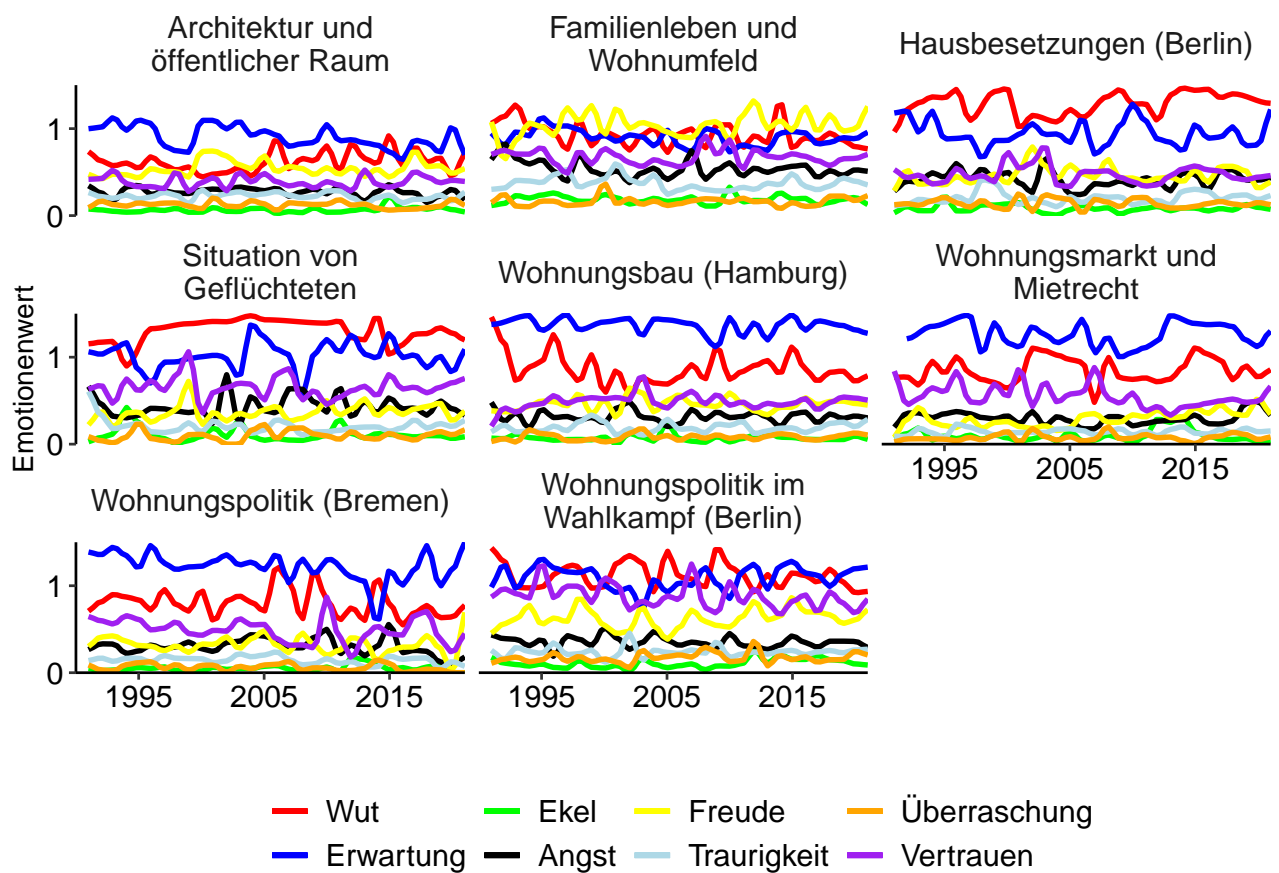 Architektur und
öffentlicher Raum
Familienleben und
Wohnumfeld
Hausbesetzungen (Berlin)
1
0
Situation von
Geflüchteten
Wohnungsbau (Hamburg)
Wohnungsmarkt und
Mietrecht
Emotionenwert
1
0
1995
2005
2015
Wohnungspolitik (Bremen)
Wohnungspolitik im
Wahlkampf (Berlin)
1
0
1995
2005
2015
1995
2005
2015
Wut
Ekel
Freude
Überraschung
Erwartung
Angst
Traurigkeit
Vertrauen